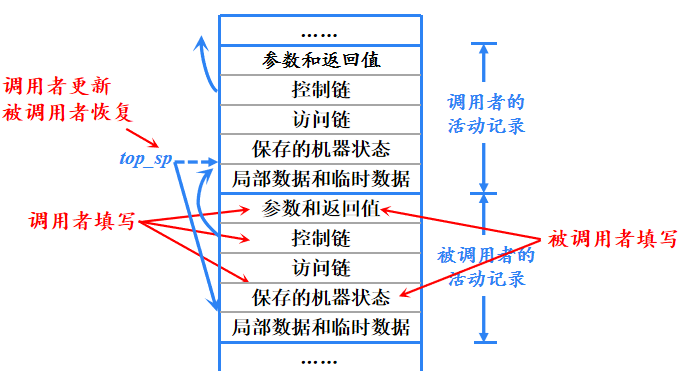 ……
参数和返回值
控制链
访问链
保存的机器状态
局部数据和临时数据
参数和返回值
控制链
访问链
保存的机器状态
局部数据和临时数据
……
调用者更新
被调用者恢复
top_sp
调用者填写
调用者的
活动记录
被调用者的
活动记录
被调用者填写